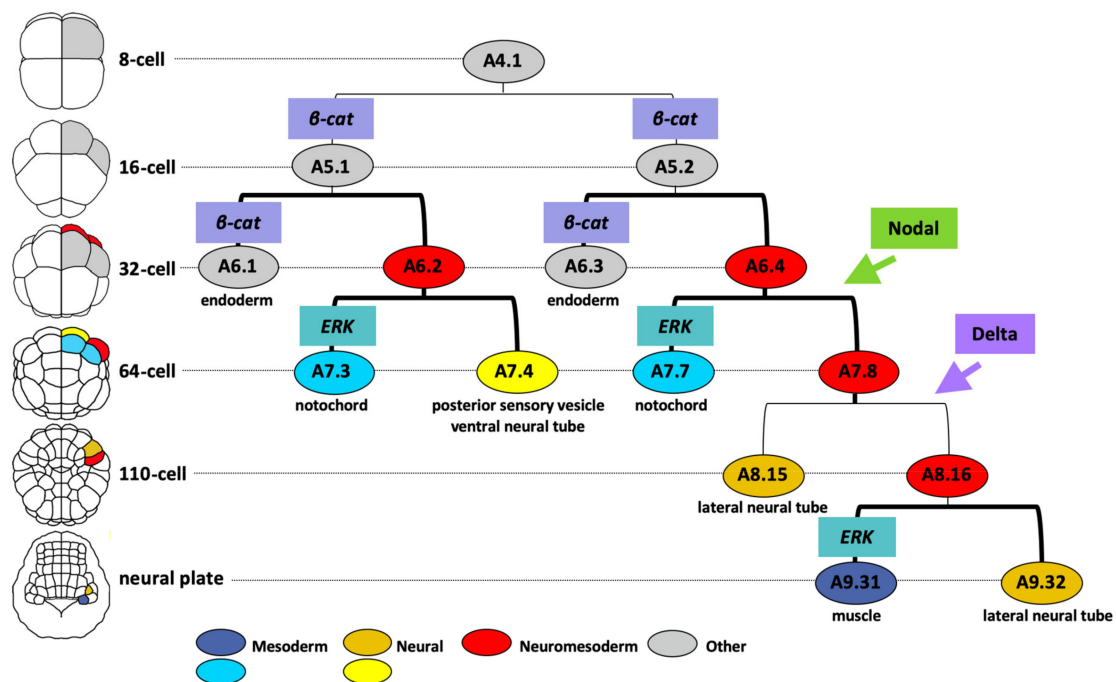 8-cell
A4.1
β-cat
β-cat
16-cell
A5.1
A5.2
β-cat
β-cat
Nodal
32-cell
A6.1
A6.2
A6.3
A6.4
endoderm
endoderm
ERK
ERK
Delta
64-cell
A7.3
A7.4
A7.7
A7.8
notochord
posterior sensory vesicle
ventral neural tube
notochord
110-cell
A8.15
A8.16
lateral neural tube
ERK
neural plate
A9.31
A9.32
muscle
lateral neural tube
Mesoderm
Neural
Neuromesoderm
Other